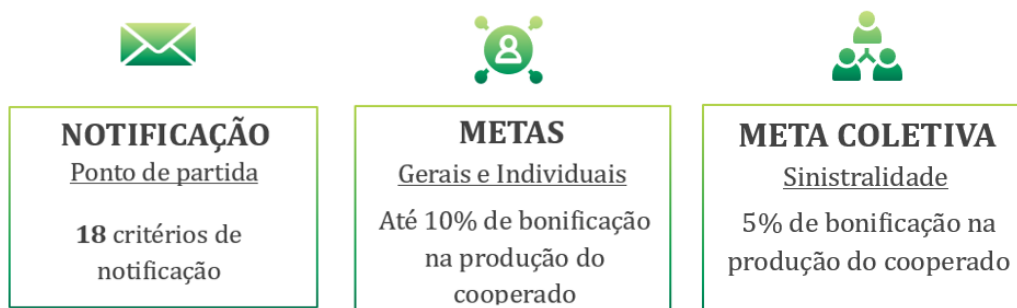 NOTIFICAÇÃO
Ponto de partida
18 critérios de
notificação
METAS
Gerais e Individuais
Até 10% de bonificação
na produção do
cooperado
META COLETIVA
Sinistralidade
5% de bonificação na
produção do cooperado